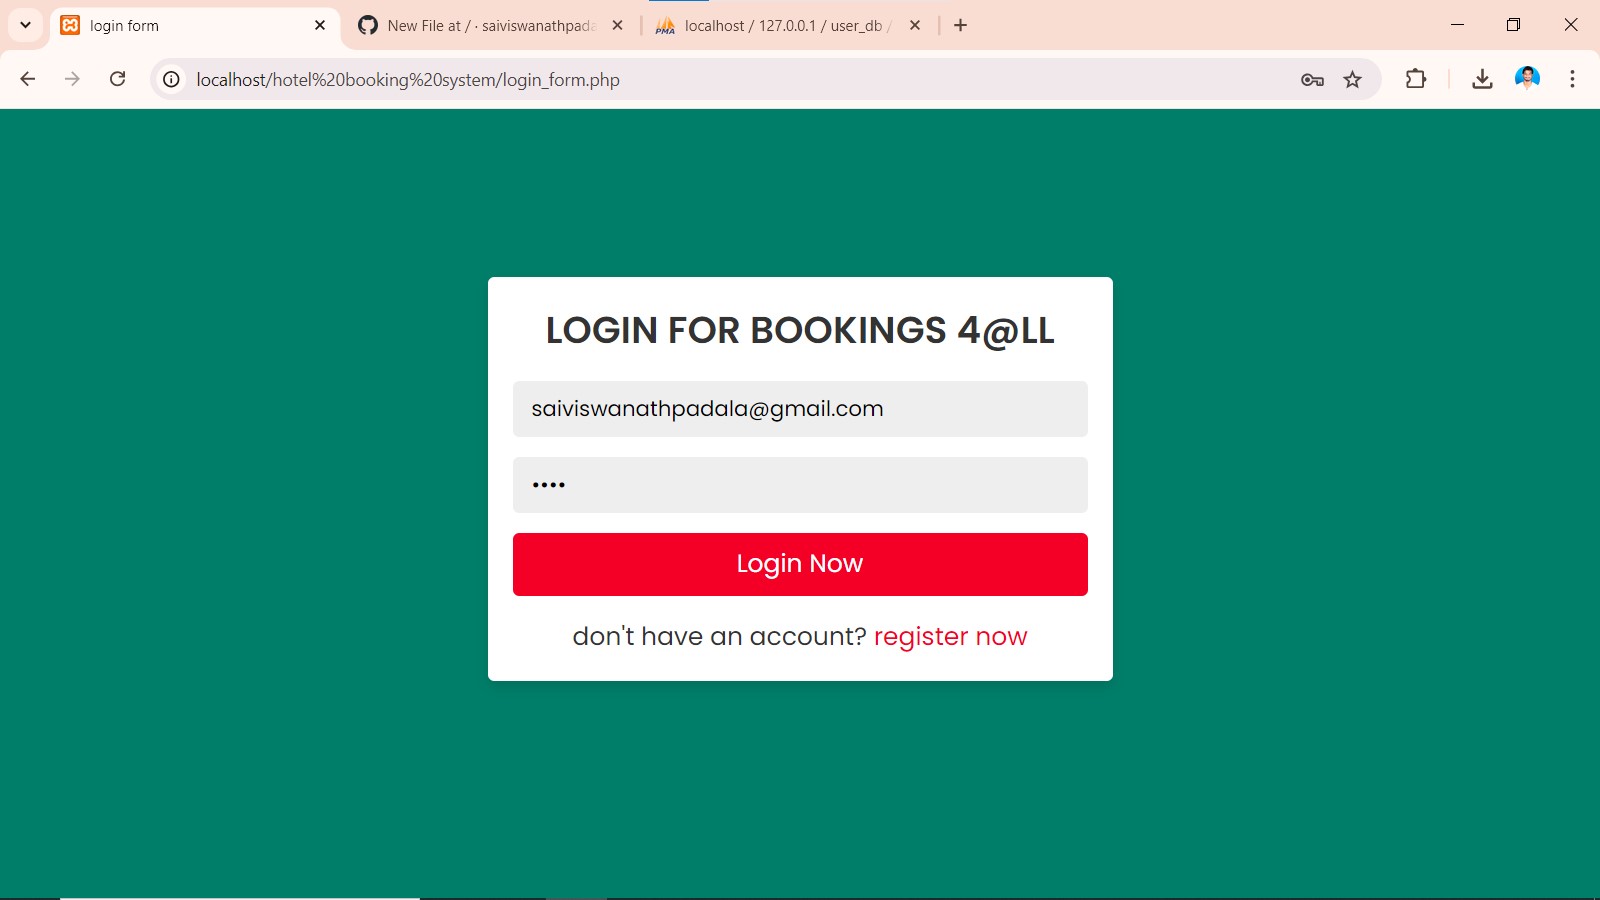 login form
New File at / · saiviswanathpada
localhost / 127.0.0.1 / user_db /
localhost/hotel%20booking%20system/login_form.php
LOGIN FOR BOOKINGS 4@LL
saiviswanathpadala@gmail.com
••••
Login Now
don't have an account? register now